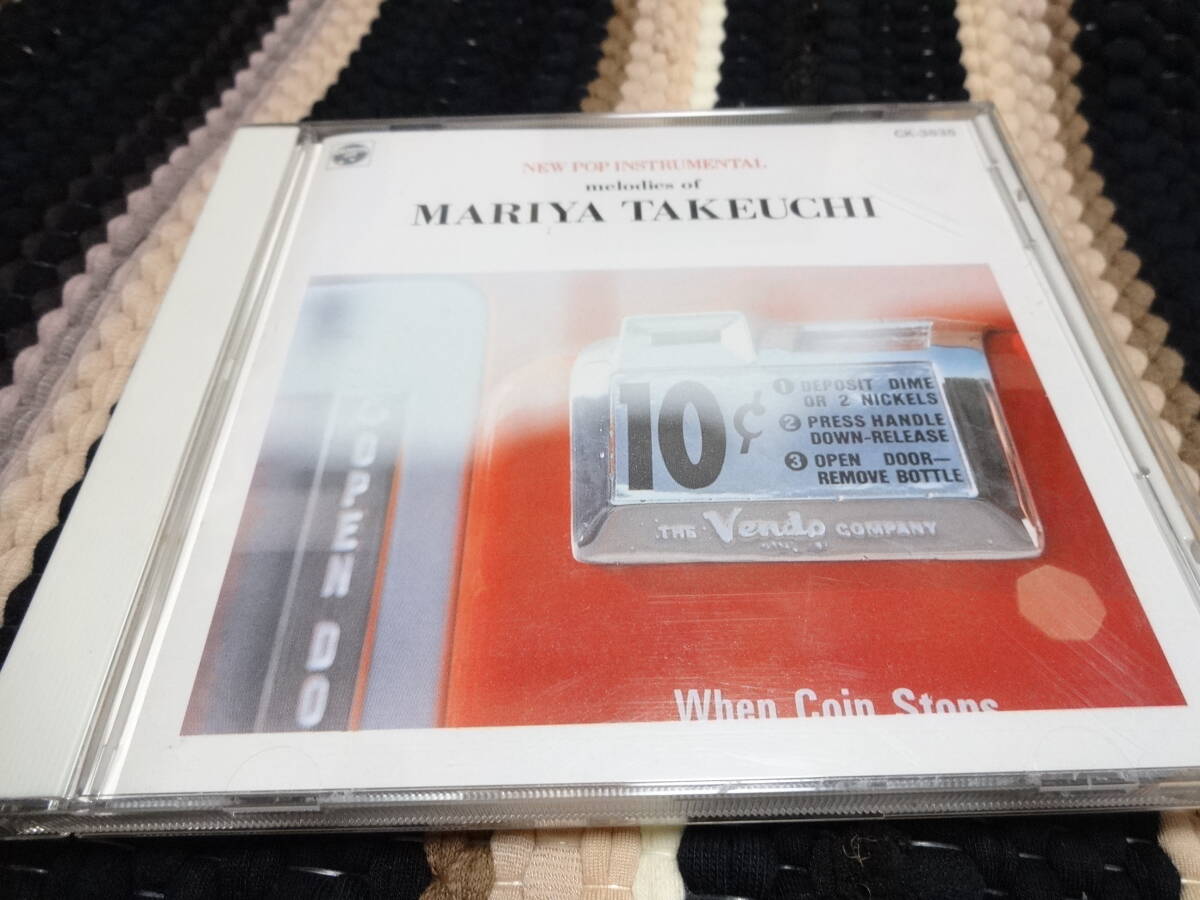 CK-3035
NEW POP INSTRUMENTAL
melodies of
MARIYA TAKEUCHI
10¢
1 DEPOSIT DIME
OR 2 NICKELS
2 PRESS HANDLE
DOWN-RELEASE
3 OPEN DOOR—
REMOVE BOTTLE
THE Vendo COMPANY
OPEN DO
When Coin Stops